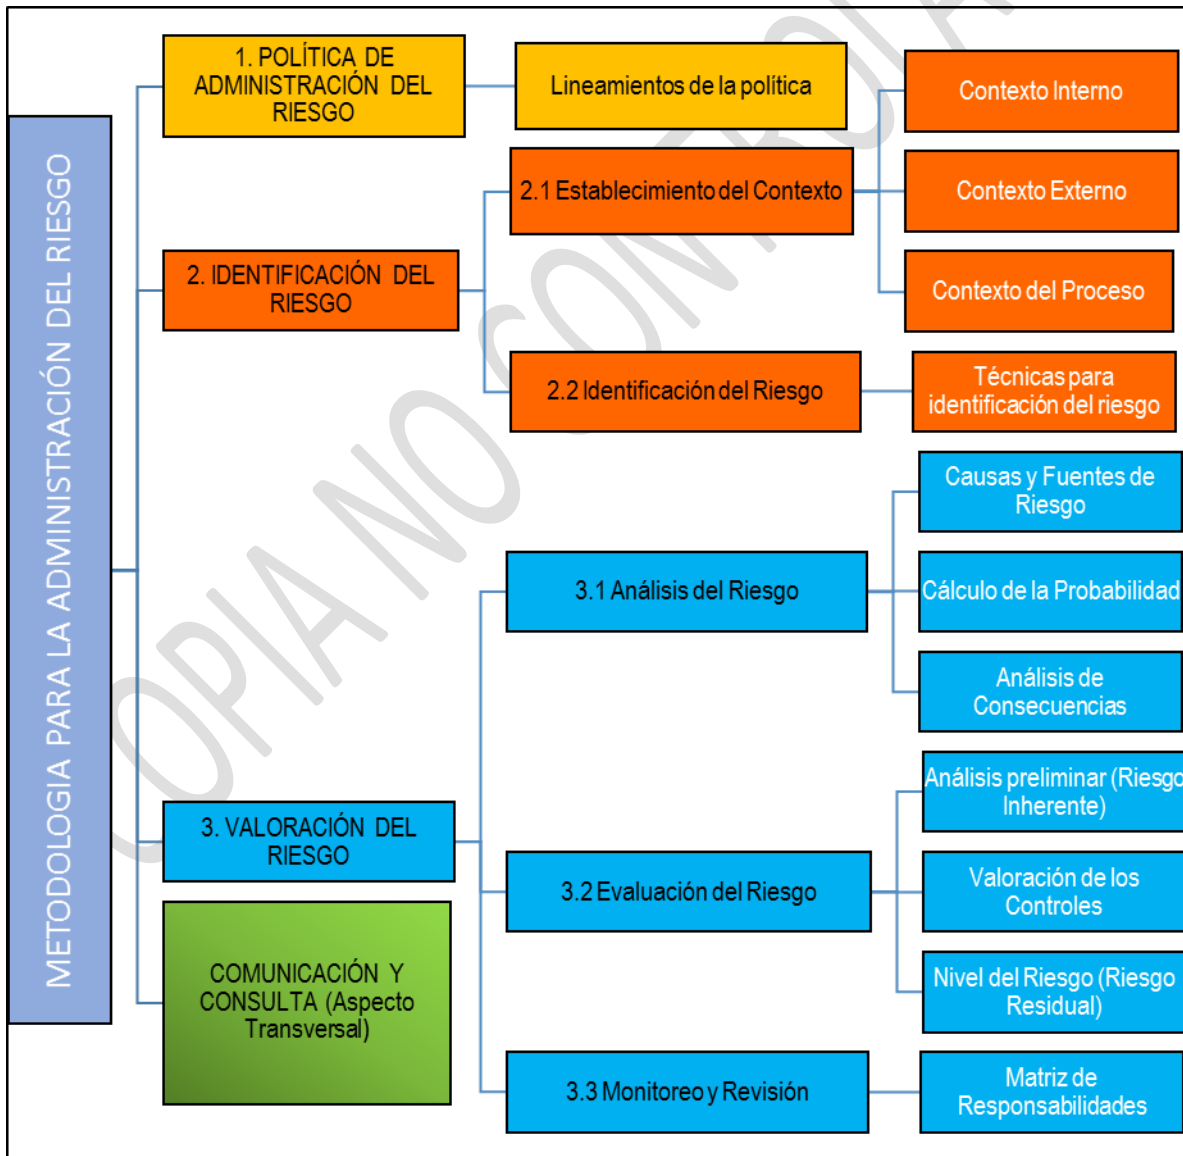 METODOLOGIA PARA LA ADMINISTRACIÓN DEL RIESGO
1. POLÍTICA DE
ADMINISTRACIÓN DEL
RIESGO
Lineamientos de la política
2. IDENTIFICACIÓN DEL
RIESGO
2.1 Establecimiento del Contexto
Contexto Interno
Contexto Externo
Contexto del Proceso
2.2 Identificación del Riesgo
Técnicas para
identificación del riesgo
3. VALORACIÓN DEL
RIESGO
3.1 Análisis del Riesgo
Causas y Fuentes de
Riesgo
Cálculo de la Probabilidad
Análisis de
Consecuencias
3.2 Evaluación del Riesgo
Análisis preliminar (Riesgo
Inherente)
Valoración de los
Controles
Nivel del Riesgo (Riesgo
Residual)
3.3 Monitoreo y Revisión
Matriz de
Responsabilidades
COMUNICACIÓN Y
CONSULTA (Aspecto
Transversal)
OPIA NO CONTROLA